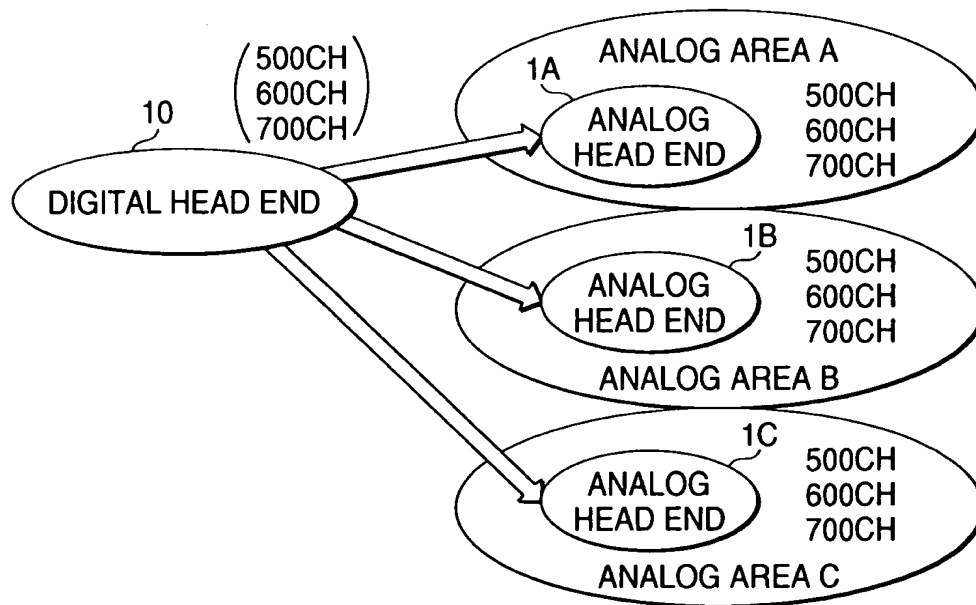 10
DIGITAL HEAD END
500CH
600CH
700CH
ANALOG AREA A
1A
ANALOG
HEAD END
500CH
600CH
700CH
1B
ANALOG
HEAD END
500CH
600CH
700CH
ANALOG AREA B
1C
ANALOG
HEAD END
500CH
600CH
700CH
ANALOG AREA C